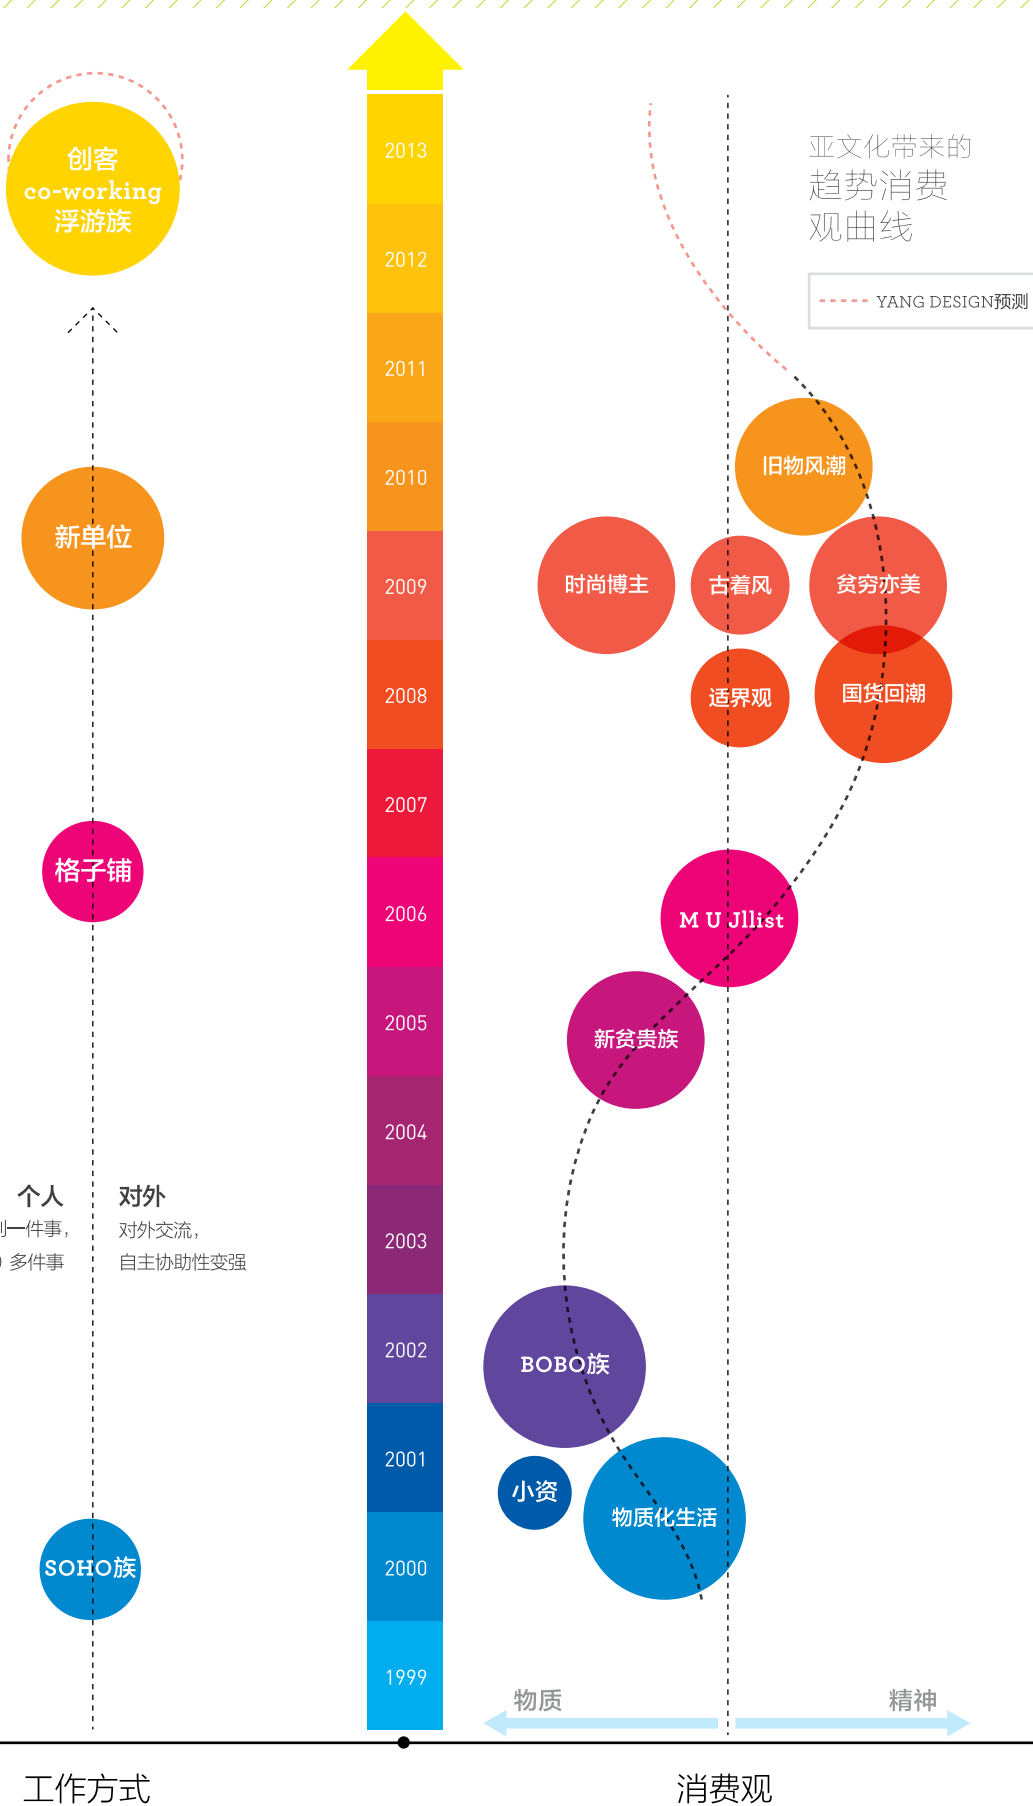 创客
co-working
浮游族
新单位
格子铺
个人
一件事，
多件事
对外
对外交流，
自主协助性变强
SOHO族
工作方式
2013
2012
2011
2010
2009
2008
2007
2006
2005
2004
2003
2002
2001
2000
1999
亚文化带来的
趋势消费
观曲线
YANG DESIGN预测
旧物风潮
时尚博主
古着风
贫穷亦美
适界观
国货回潮
M U Jllist
新贫贵族
BOBO族
小资
物质化生活
物质
精神
消费观